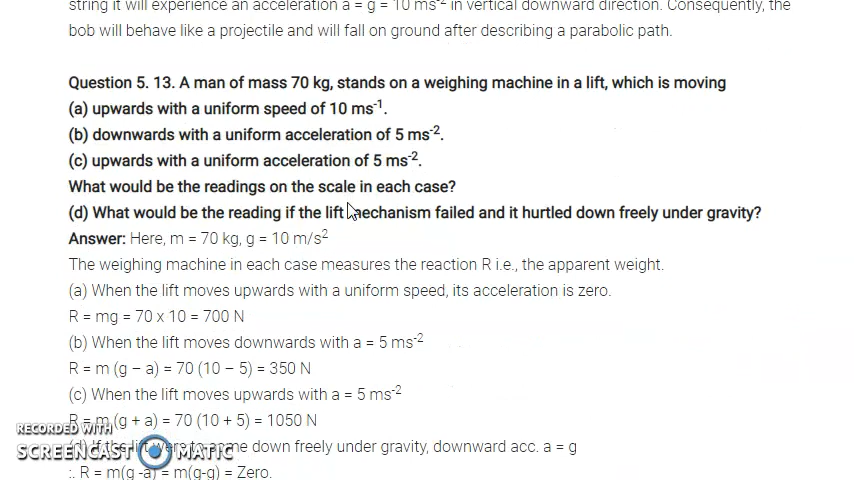 string it will experience an acceleration a = g = 10 ms⁻² in vertical downward direction. Consequently, the
bob will behave like a projectile and will fall on ground after describing a parabolic path.
Question 5. 13. A man of mass 70 kg, stands on a weighing machine in a lift, which is moving
(a) upwards with a uniform speed of 10 ms⁻¹.
(b) downwards with a uniform acceleration of 5 ms⁻².
(c) upwards with a uniform acceleration of 5 ms⁻².
What would be the readings on the scale in each case?
(d) What would be the reading if the lift mechanism failed and it hurtled down freely under gravity?
Answer: Here, m = 70 kg, g = 10 m/s²
The weighing machine in each case measures the reaction R i.e., the apparent weight.
(a) When the lift moves upwards with a uniform speed, its acceleration is zero.
R = mg = 70 x 10 = 700 N
(b) When the lift moves downwards with a = 5 ms⁻²
R = m (g – a) = 70 (10 – 5) = 350 N
(c) When the lift moves upwards with a = 5 ms⁻²
R = m (g + a) = 70 (10 + 5) = 1050 N
(d) If the lift were to come down freely under gravity, downward acc. a = g
∴ R = m(g -a) = m(g-g) = Zero.
RECORDED WITH
SCREENCAST MATIC